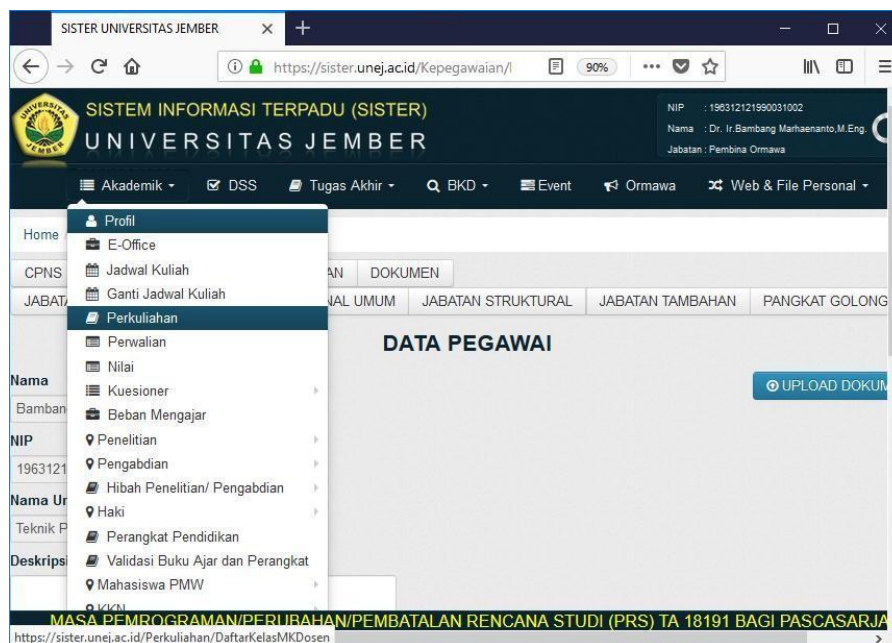 SISTER UNIVERSITAS JEMBER
https://sister.unej.ac.id/Kepegawaian/
90%
SISTEM INFORMASI TERPADU (SISTER)
UNIVERSITAS JEMBER
NIP : 196312121990031002
Nama : Dr. Ir.Bambang Marhaenanto,M.Eng.
Jabatan : Pembina Ormawa
Akademik DSS Tugas Akhir BKD Event Ormawa Web & File Personal
Home
Profil
E-Office
Jadwal Kuliah
Ganti Jadwal Kuliah
Perkuliahan
Perwalian
Nilai
Kuesioner
Beban Mengajar
Penelitian
Pengabdian
Hibah Penelitian/ Pengabdian
Haki
Perangkat Pendidikan
Validasi Buku Ajar dan Perangkat
Mahasiswa PMW
KKN
CPNS AN DOKUMEN
JABATA NAL UMUM JABATAN STRUKTURAL JABATAN TAMBAHAN PANGKAT GOLONG
DATA PEGAWAI
UPLOAD DOKUM
Nama
Bamban
NIP
1963121
Nama Un
Teknik P
Deskripsi
MASA PEMROGRAMAN/PERUBAHAN/PEMBATALAN RENCANA STUDI (PRS) TA 18191 BAGI PASCASARJA
https://sister.unej.ac.id/Perkuliahan/DaftarKelasMKDosen